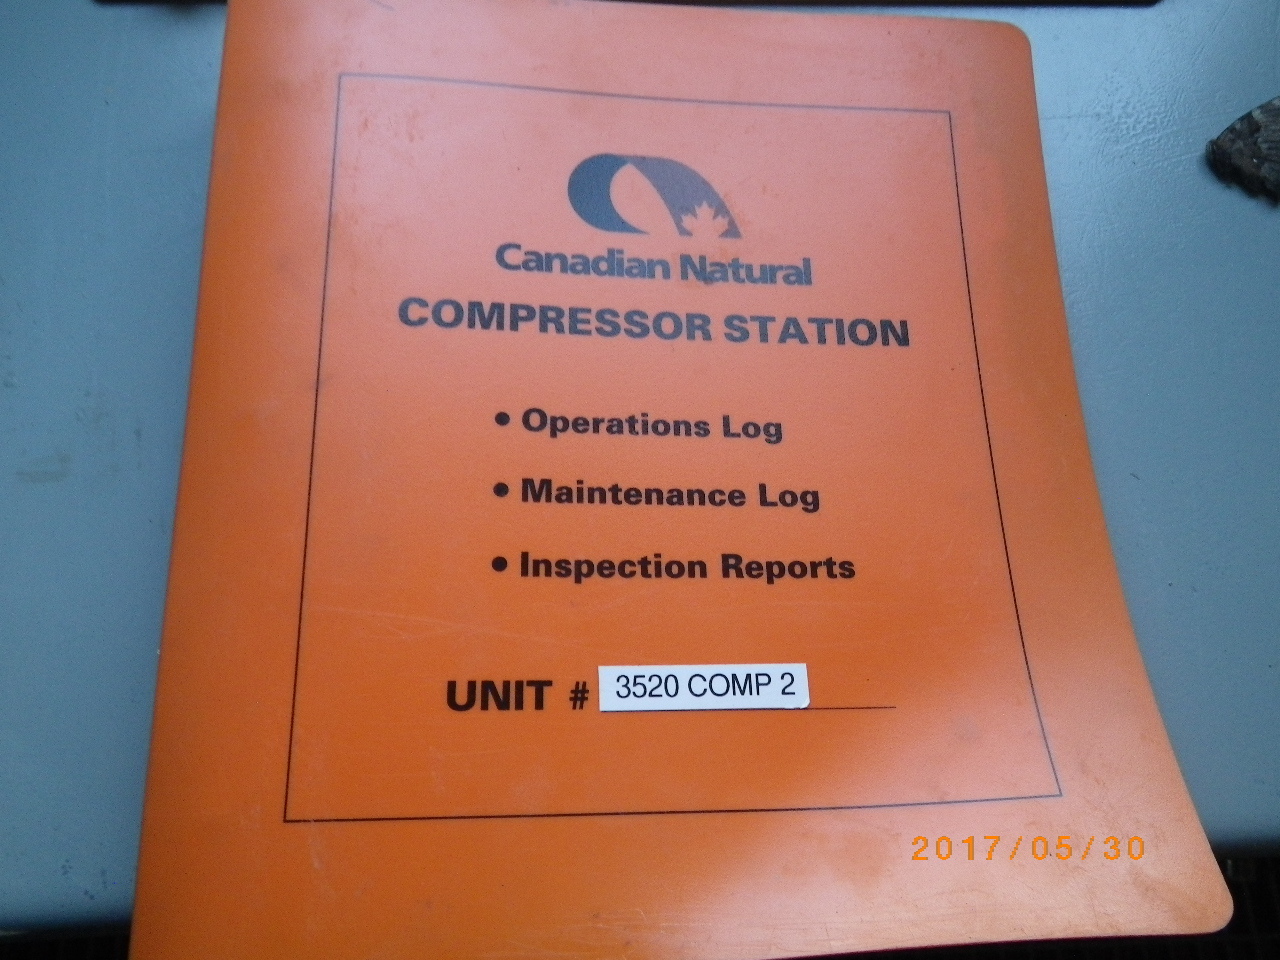 Canadian Natural
COMPRESSOR STATION
• Operations Log
• Maintenance Log
• Inspection Reports
UNIT # 3520 COMP 2
2017/05/30